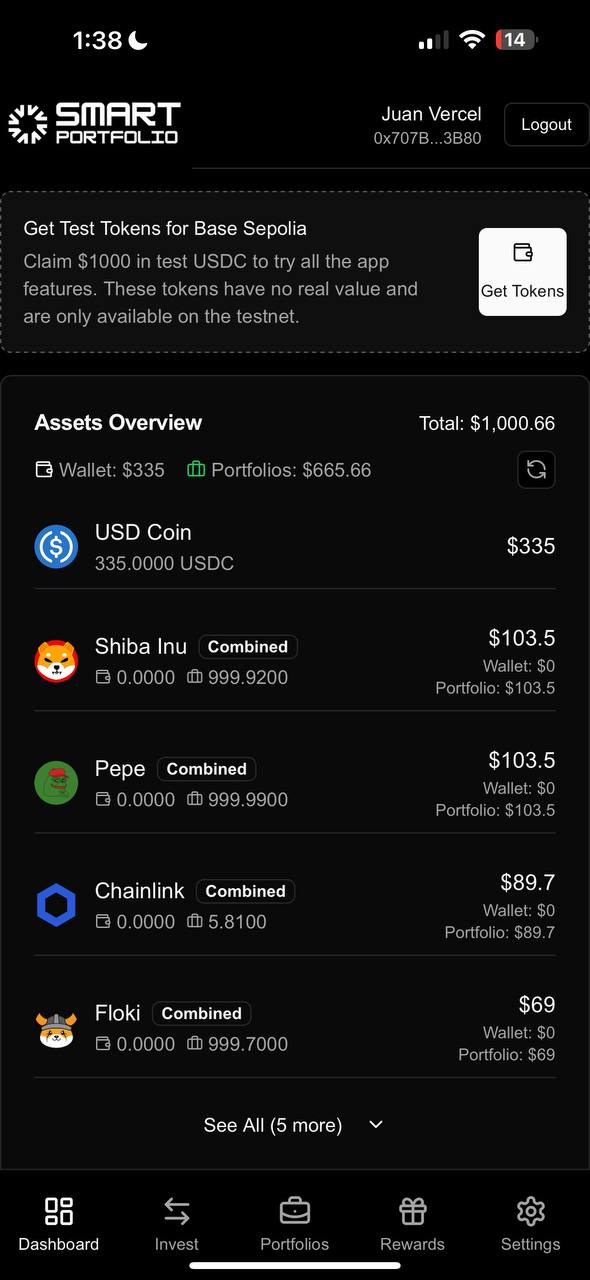 1:38
14
SMART
PORTFOLIO
Juan Vercel
0x707B...3B80
Logout
Get Test Tokens for Base Sepolia
Claim $1000 in test USDC to try all the app
features. These tokens have no real value and
are only available on the testnet.
Get Tokens
Assets Overview
Total: $1,000.66
Wallet: $335
Portfolios: $665.66
USD Coin
335.0000 USDC
$335
Shiba Inu Combined
0.0000 999.9200
$103.5
Wallet: $0
Portfolio: $103.5
Pepe Combined
0.0000 999.9900
$103.5
Wallet: $0
Portfolio: $103.5
Chainlink Combined
0.0000 5.8100
$89.7
Wallet: $0
Portfolio: $89.7
Floki Combined
0.0000 999.7000
$69
Wallet: $0
Portfolio: $69
See All (5 more)
Dashboard
Invest
Portfolios
Rewards
Settings